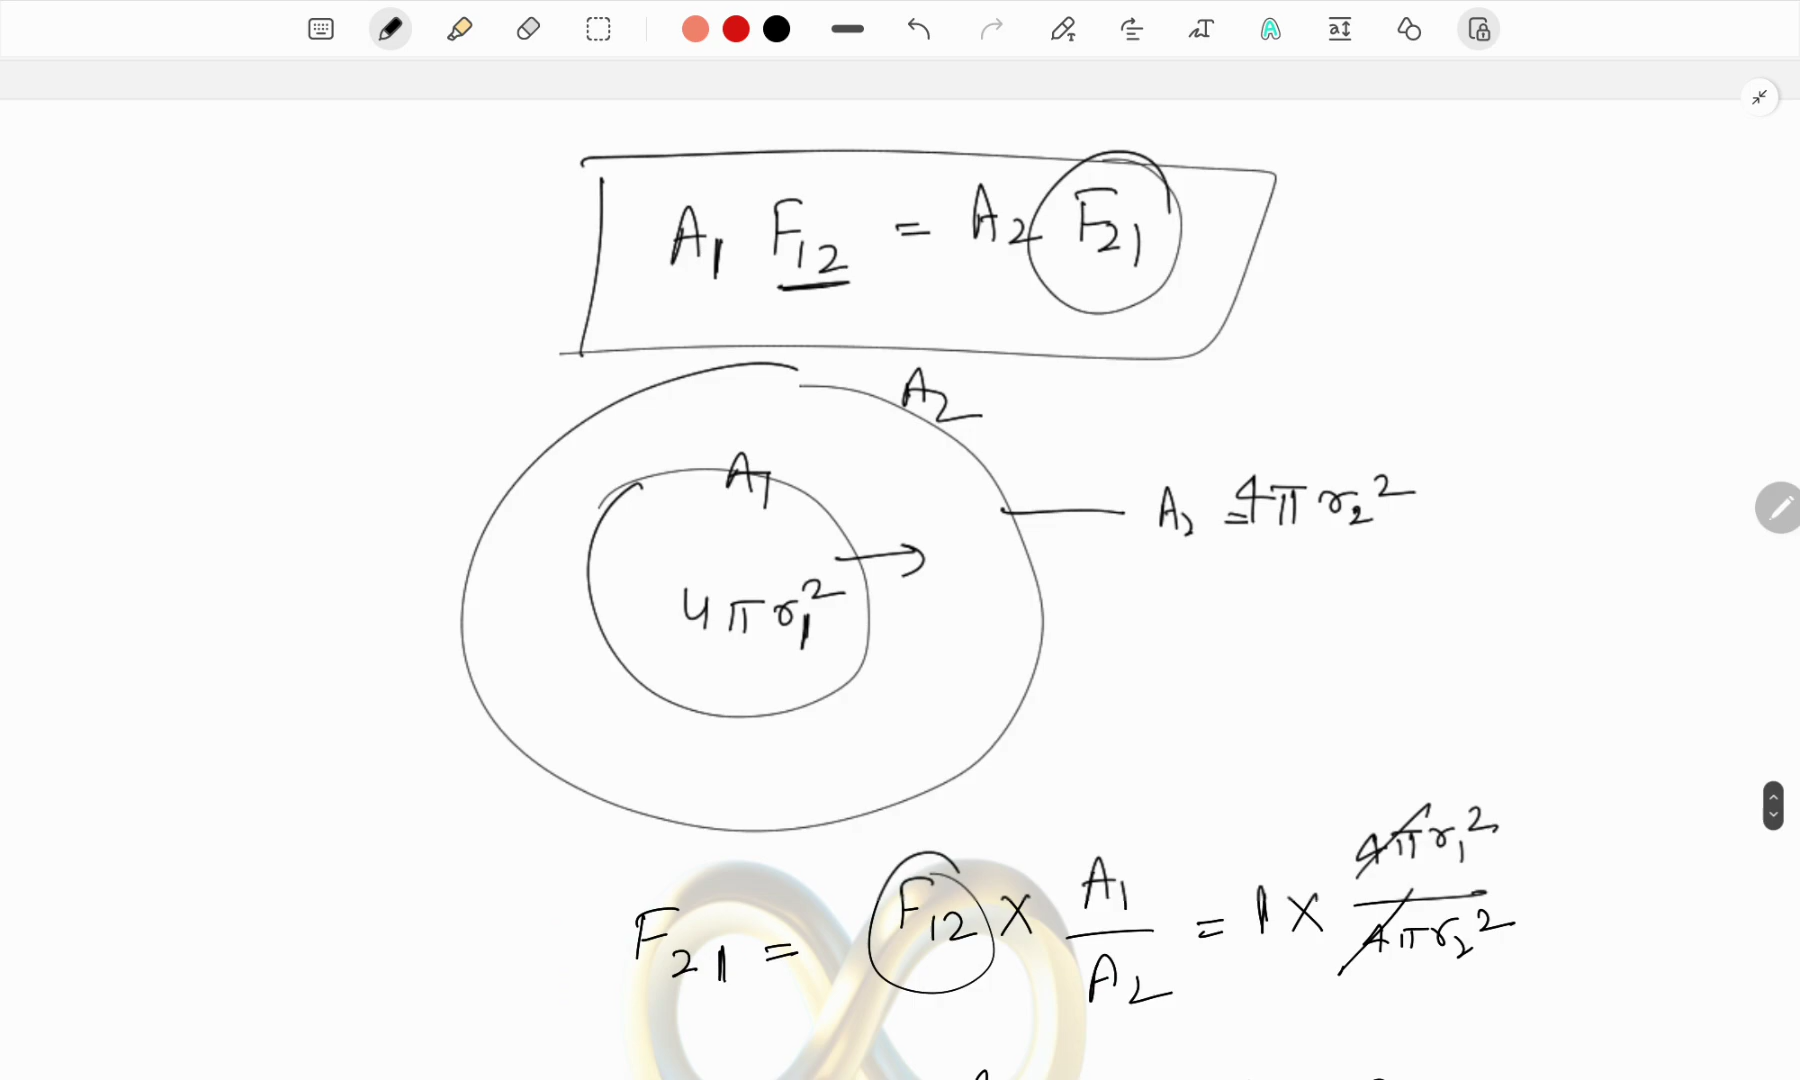 A₁ F₁₂ = A₂ F₂₁
A₂
A₁
A₂ = 4πr₂²
4πr₁²
F₂₁ = F₁₂ × A₁/A₂ = 1 × 4πr₁²/4πr₂²